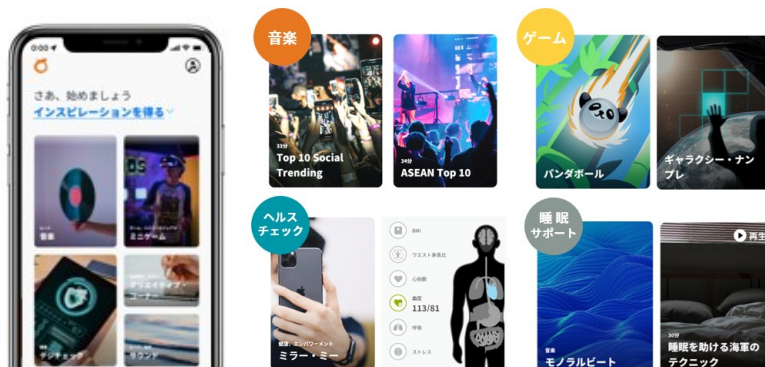 さあ、始めましょう
インスピレーションを得る
音楽
ミニゲーム
デジチェック
サウンド
音楽
33分
Top 10 Social
Trending
34分
ASEAN Top 10
ゲーム
パンダボール
ギャラクシー・ナン
プレ
ヘルス
チェック
ミラー・ミー
BMI
ウエスト身長比
心拍数
血圧
113/81
呼吸
ストレス
睡眠
サポート
音楽
モノラルビート
再生
30分
睡眠を助ける海軍の
テクニック